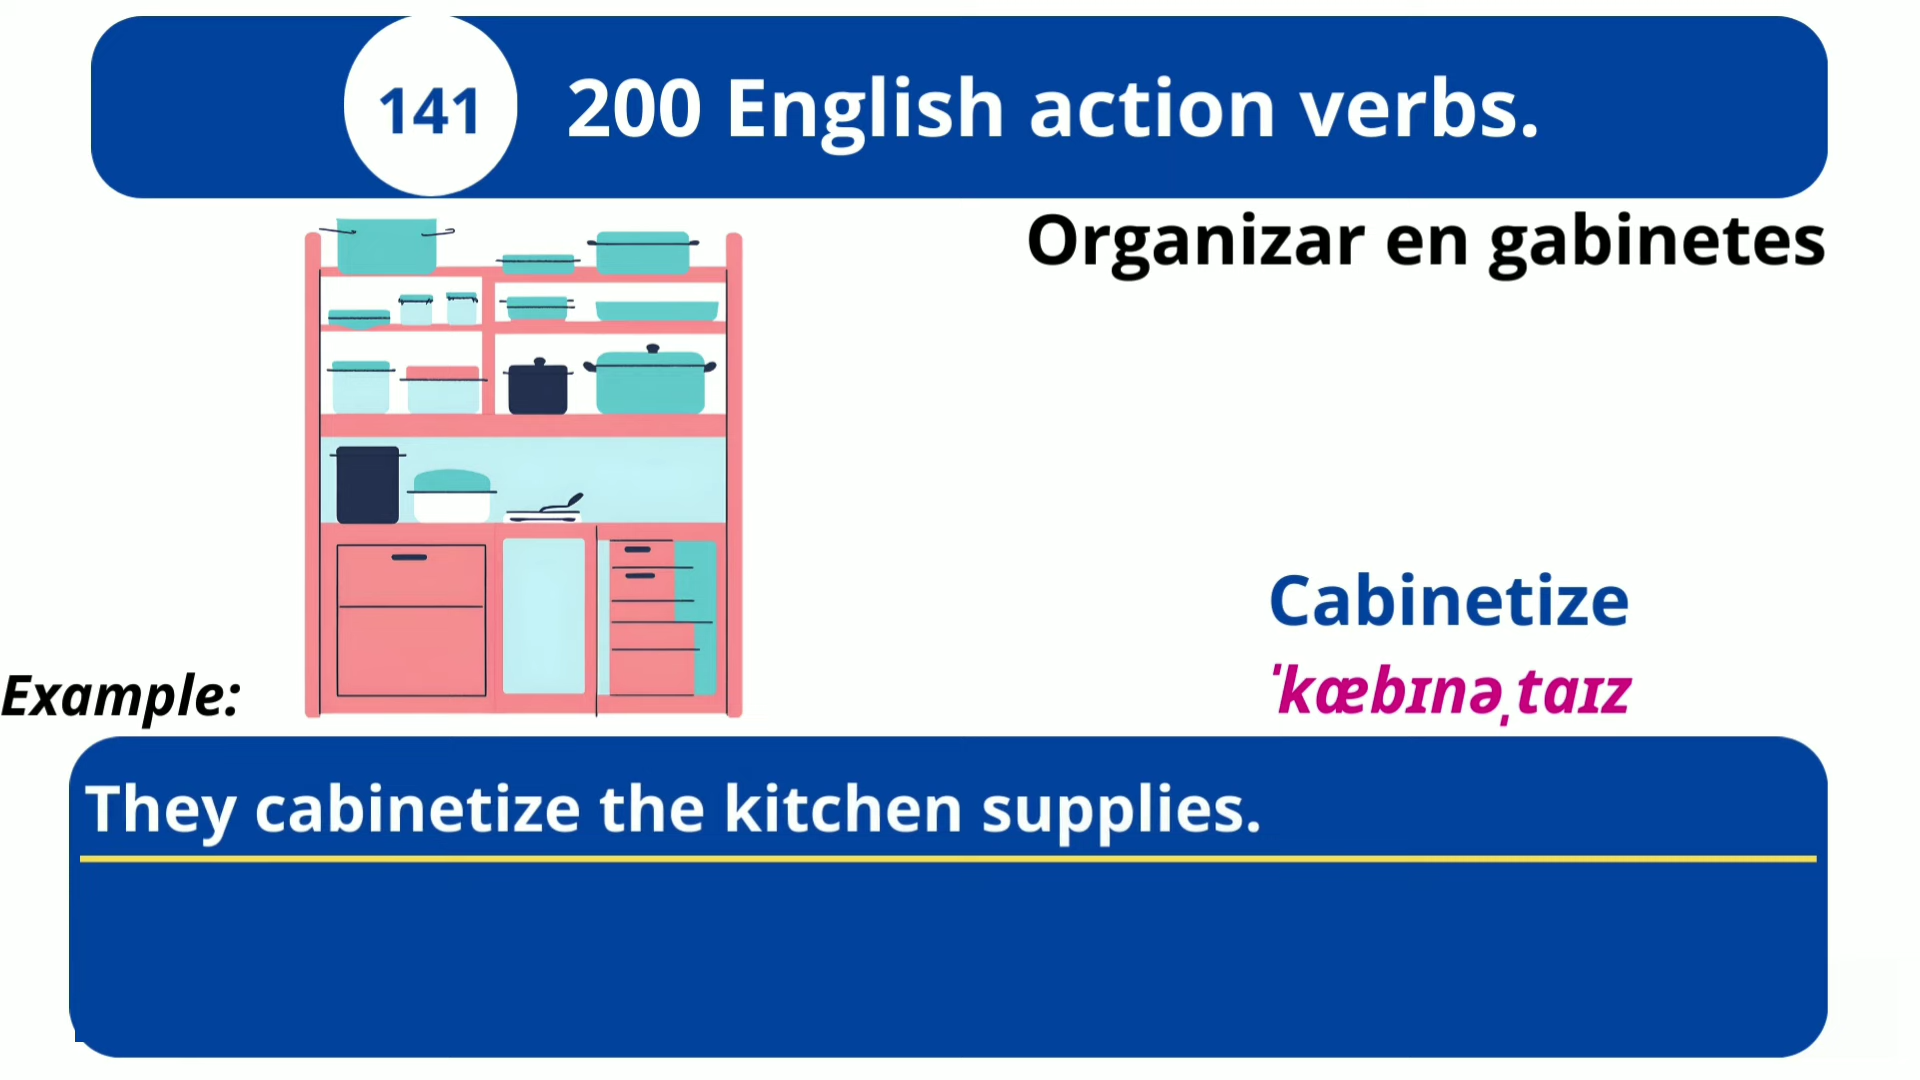 141
200 English action verbs.
Organizar en gabinetes
Cabinetize
ˈkæbɪnəˌtaɪz
Example:
They cabinetize the kitchen supplies.